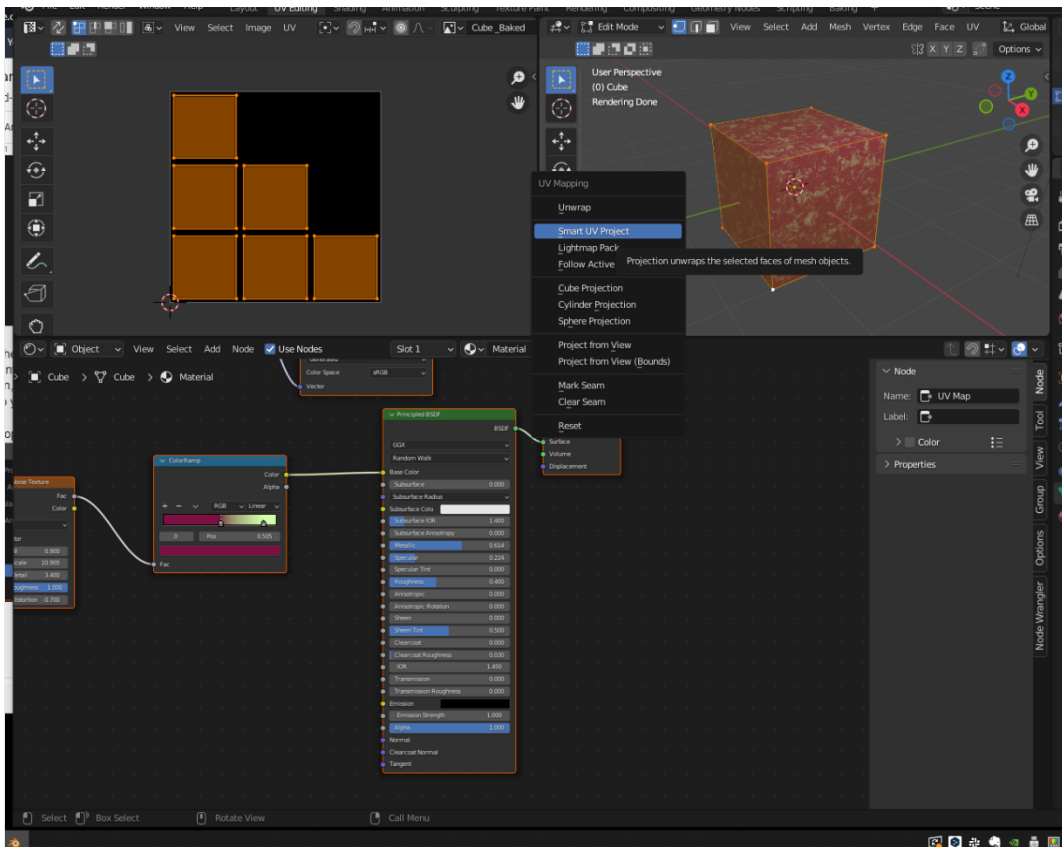 File Edit Render Window Help Layout UV Editing Shading Animation Sculpting Texture Paint Rendering Compositing Geometry Nodes Scripting Baking + Scene
View Select Image UV Cube_Baked
Edit Mode View Select Add Mesh Vertex Edge Face UV Global
X Y Z Options
User Perspective
(0) Cube
Rendering Done
Z
Y
X
UV Mapping
Unwrap
Smart UV Project
Lightmap Pack
Follow Active
Projection unwraps the selected faces of mesh objects.
Cube Projection
Cylinder Projection
Sphere Projection
Project from View
Project from View (Bounds)
Mark Seam
Clear Seam
Reset
Object View Select Add Node Use Nodes Slot 1 Material
Cube > Cube > Material
Color Space sRGB
Vector
Noise Texture
Fac
Color
0.900
10.900
3.400
1.000
0.700
ColorRamp
Color
Alpha
+ − RGB Linear
0 Pos 0.505
Fac
Principled BSDF
BSDF
GGX
Random Walk
Base Color
Subsurface 0.000
Subsurface Radius
Subsurface Colo
Subsurface IOR 1.400
Subsurface Anisotropy 0.000
Metallic 0.614
Specular 0.224
Specular Tint 0.000
Roughness 0.400
Anisotropic 0.000
Anisotropic Rotation 0.000
Sheen 0.000
Sheen Tint 0.500
Clearcoat 0.000
Clearcoat Roughness 0.030
IOR 1.450
Transmission 0.000
Transmission Roughness 0.000
Emission
Emission Strength 1.000
Alpha 1.000
Normal
Clearcoat Normal
Tangent
Surface
Volume
Displacement
Node
Name: UV Map
Label:
Color
Properties
Node
Tool
View
Group
Options
Node Wrangler
Select Box Select Rotate View Call Menu